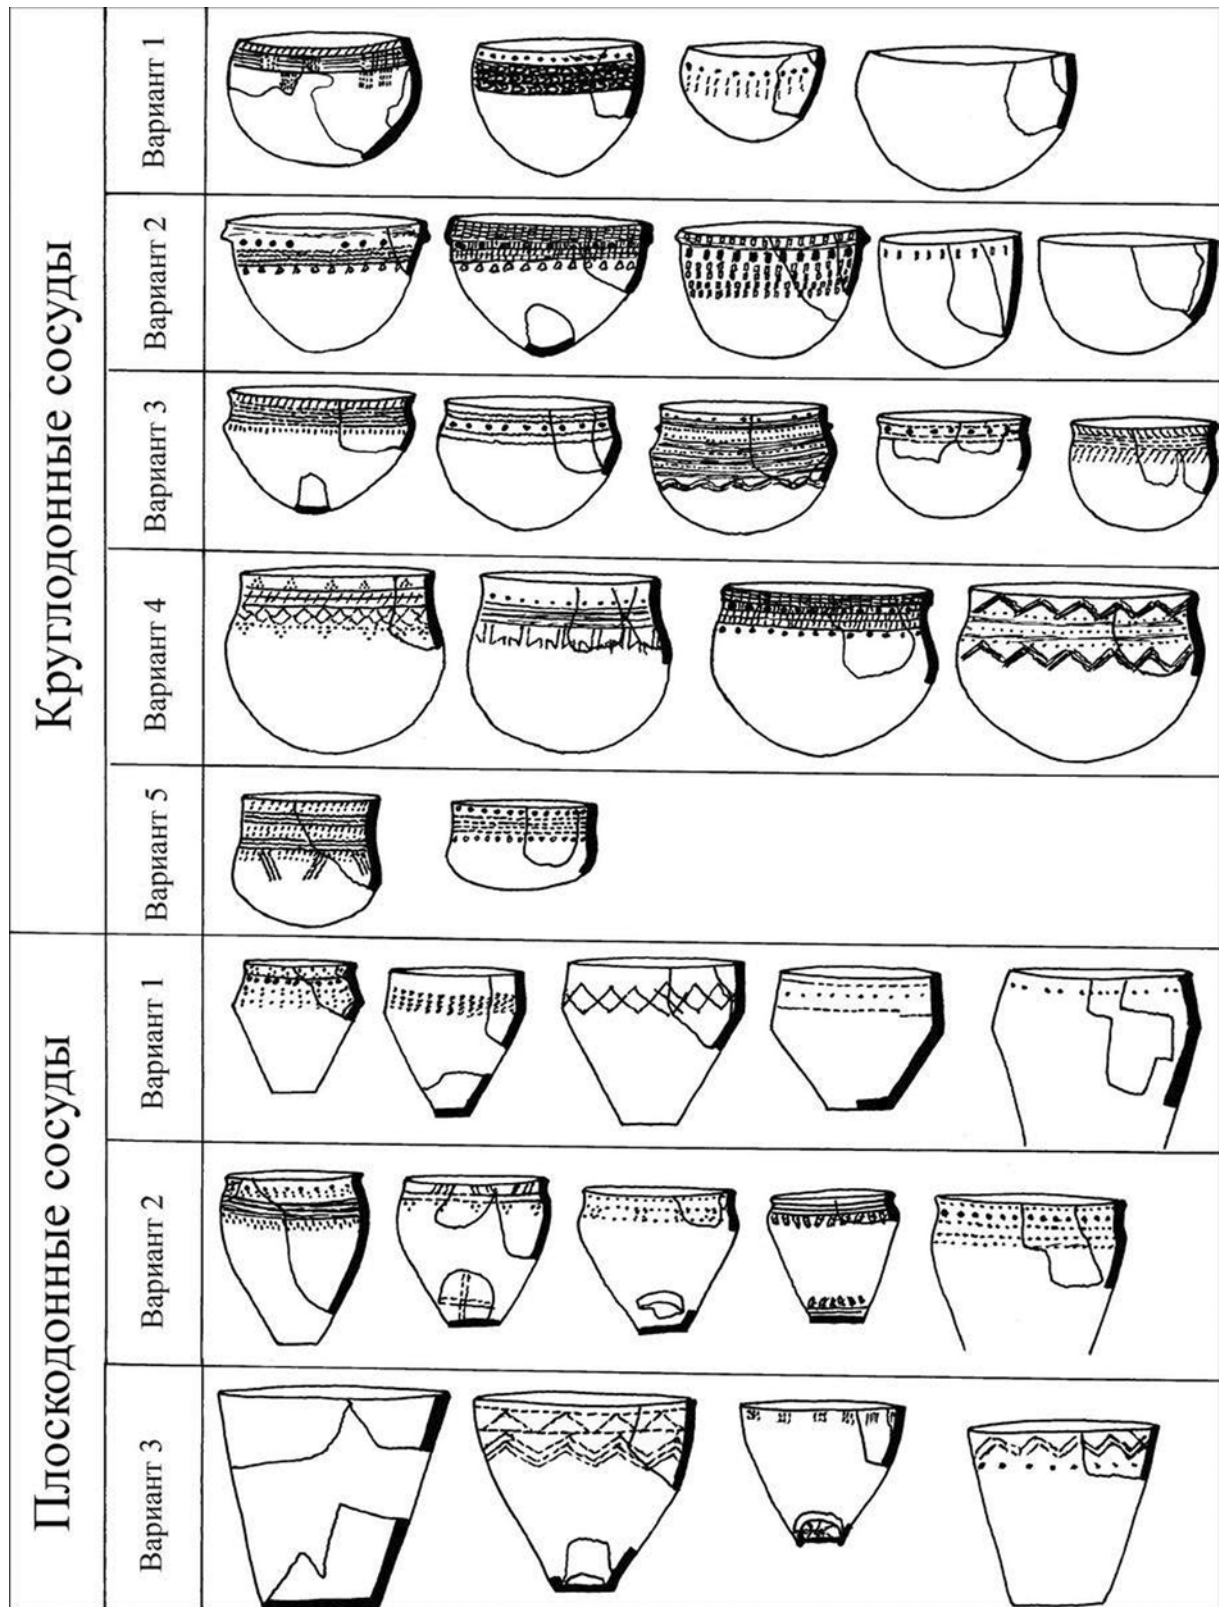 Круглодонные сосуды
Вариант 1
Вариант 2
Вариант 3
Вариант 4
Вариант 5
Плоскодонные сосуды
Вариант 1
Вариант 2
Вариант 3